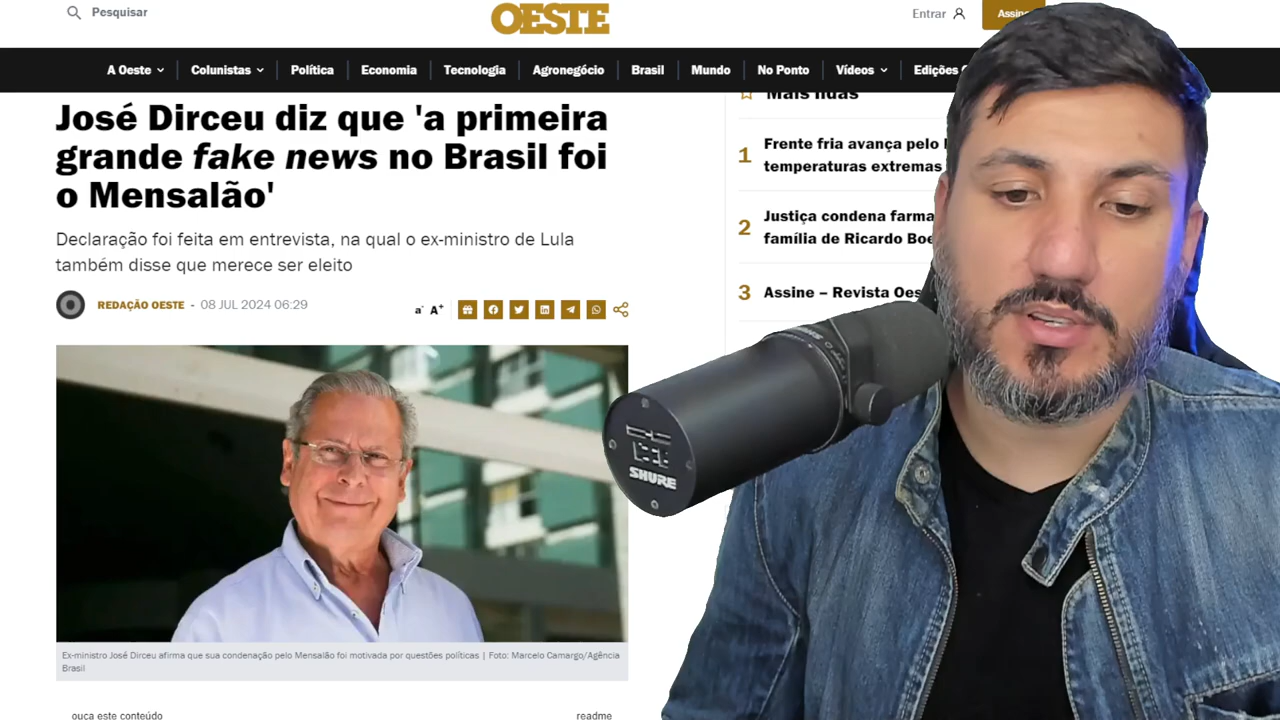 Pesquisar
OESTE
Entrar
A Oeste
Colunistas
Política
Economia
Tecnologia
Agronegócio
Brasil
Mundo
No Ponto
Vídeos
Edições
José Dirceu diz que 'a primeira
grande fake news no Brasil foi
o Mensalão'
Declaração foi feita em entrevista, na qual o ex-ministro de Lula
também disse que merece ser eleito
REDAÇÃO OESTE - 08 JUL 2024 06:29
a- A+
Ex-ministro José Dirceu afirma que sua condenação pelo Mensalão foi motivada por questões políticas | Foto: Marcelo Camargo/Agência
Brasil
ouça este conteúdo
readme
Mais lidas
1 Frente fria avança pelo
temperaturas extremas
2 Justiça condena
família de Ricardo
3 Assine – Revista
SHURE